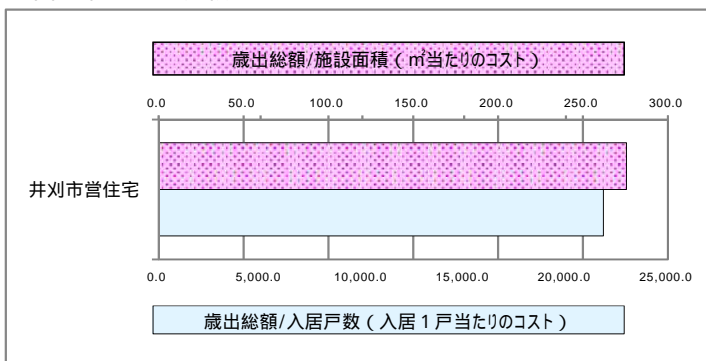 歳出総額/施設面積（㎡当たりのコスト）
0.0 50.0 100.0 150.0 200.0 250.0 300.0
井刈市営住宅
0.0 5,000.0 10,000.0 15,000.0 20,000.0 25,000.0
歳出総額/入居戸数（入居１戸当たりのコスト）